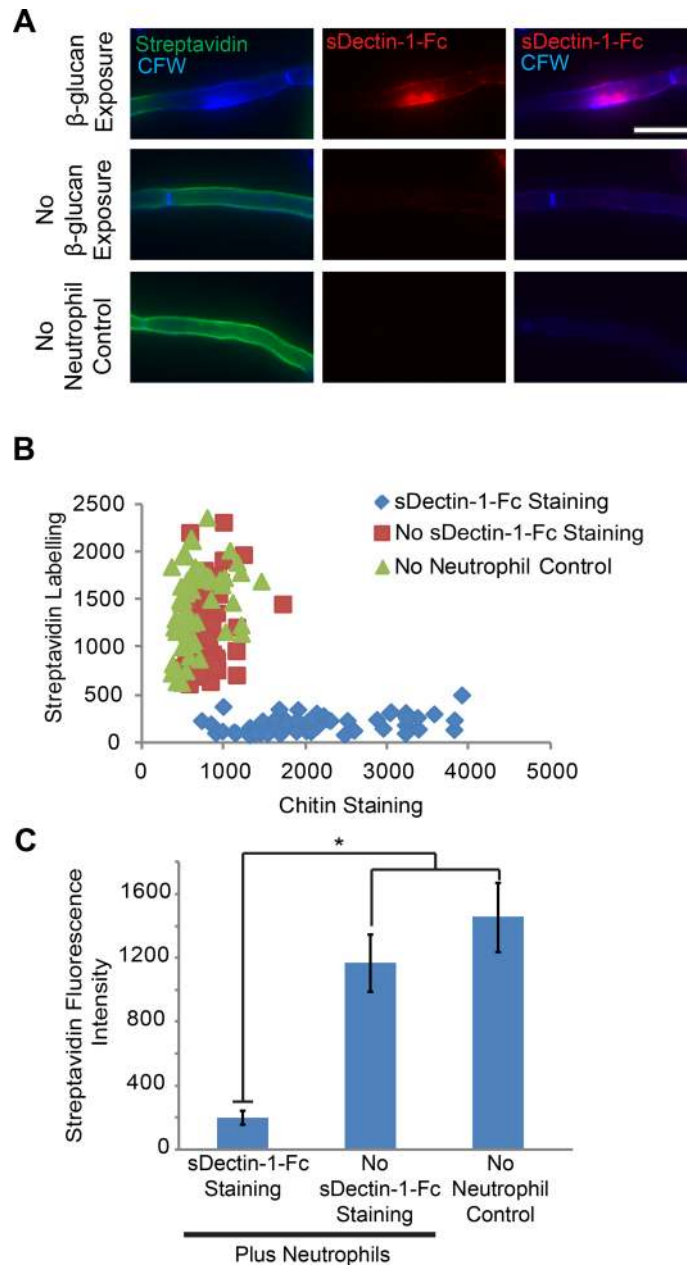 A
Streptavidin
CFW
sDectin-1-Fc
sDectin-1-Fc
CFW
β-glucan
Exposure
No
β-glucan
Exposure
No
Neutrophil
Control
B
Streptavidin Labelling
2500
2000
1500
1000
500
0
0
1000
2000
3000
4000
5000
Chitin Staining
sDectin-1-Fc Staining
No sDectin-1-Fc Staining
No Neutrophil Control
C
*
Streptavidin Fluorescence
Intensity
1600
1200
800
400
0
sDectin-1-Fc
Staining
No
sDectin-1-Fc
Staining
No
Neutrophil
Control
Plus Neutrophils